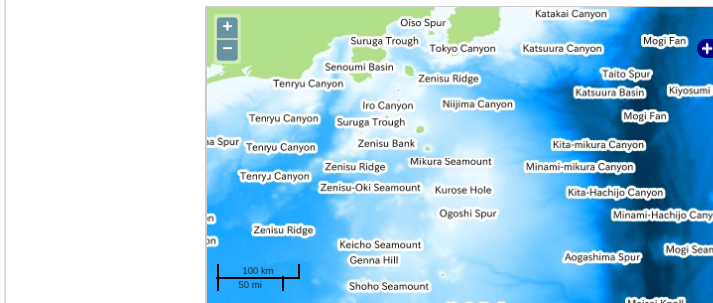 +
−
Katakai Canyon
Oiso Spur
Suruga Trough
Tokyo Canyon
Katsuura Canyon
Mogi Fan
+
Senoumi Basin
Zenisu Ridge
Taito Spur
Tenryu Canyon
Katsuura Basin
Kiyosumi
Iro Canyon
Niijima Canyon
Tenryu Canyon
Suruga Trough
Mogi Fan
a Spur
Tenryu Canyon
Zenisu Bank
Kita-mikura Canyon
Zenisu Ridge
Mikura Seamount
Minami-mikura Canyon
Tenryu Canyon
Zenisu-Oki Seamount
Kurose Hole
Kita-Hachijo Canyon
Ogoshi Spur
Minami-Hachijo Cany
n
Zenisu Ridge
on
Keicho Seamount
Mogi Sean
Genna Hill
Aogashima Spur
100 km
50 mi
Shoho Seamount